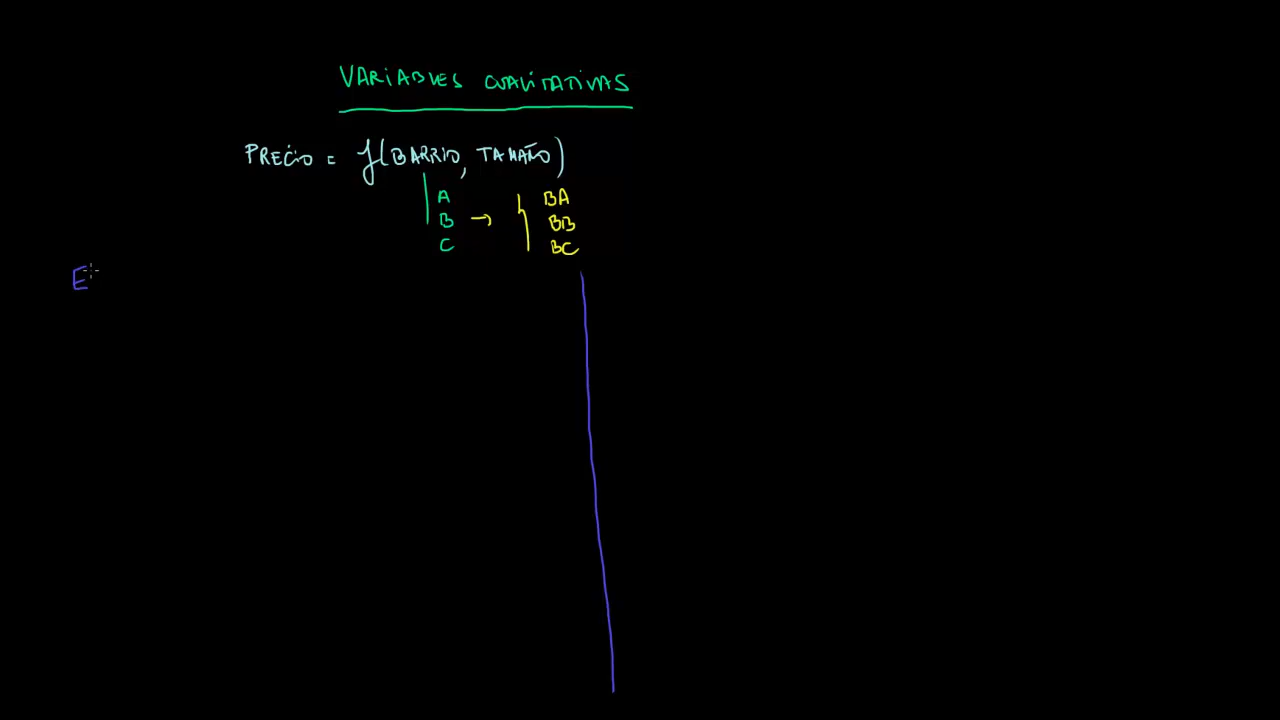 VARIABLES CUALITATIVAS
PRECIO = f(BARRIO, TAMAÑO)
A
B → BA
C BB
BC
E